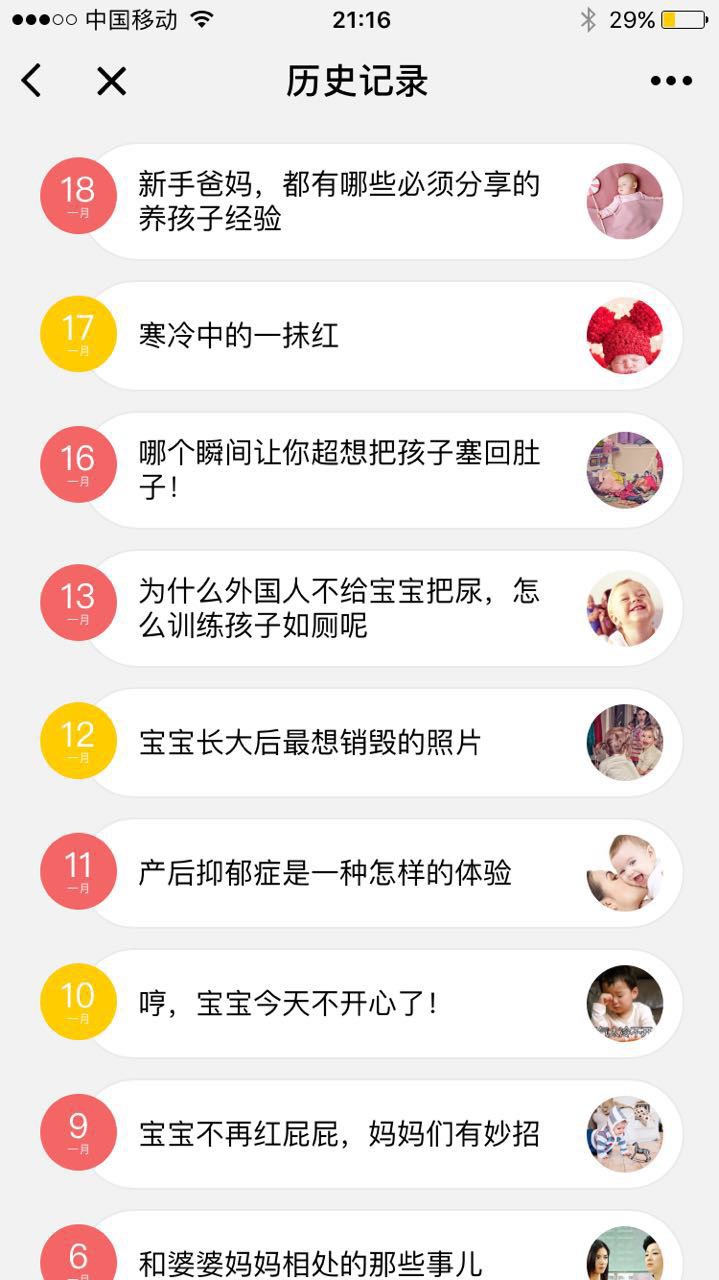 中国移动
21:16
29%
历史记录
18
一月
新手爸妈，都有哪些必须分享的
养孩子经验
17
一月
寒冷中的一抹红
16
一月
哪个瞬间让你超想把孩子塞回肚
子！
13
一月
为什么外国人不给宝宝把尿，怎
么训练孩子如厕呢
12
一月
宝宝长大后最想销毁的照片
11
一月
产后抑郁症是一种怎样的体验
10
一月
哼，宝宝今天不开心了！
9
一月
宝宝不再红屁屁，妈妈们有妙招
6
一月
和婆婆妈妈相处的那些事儿